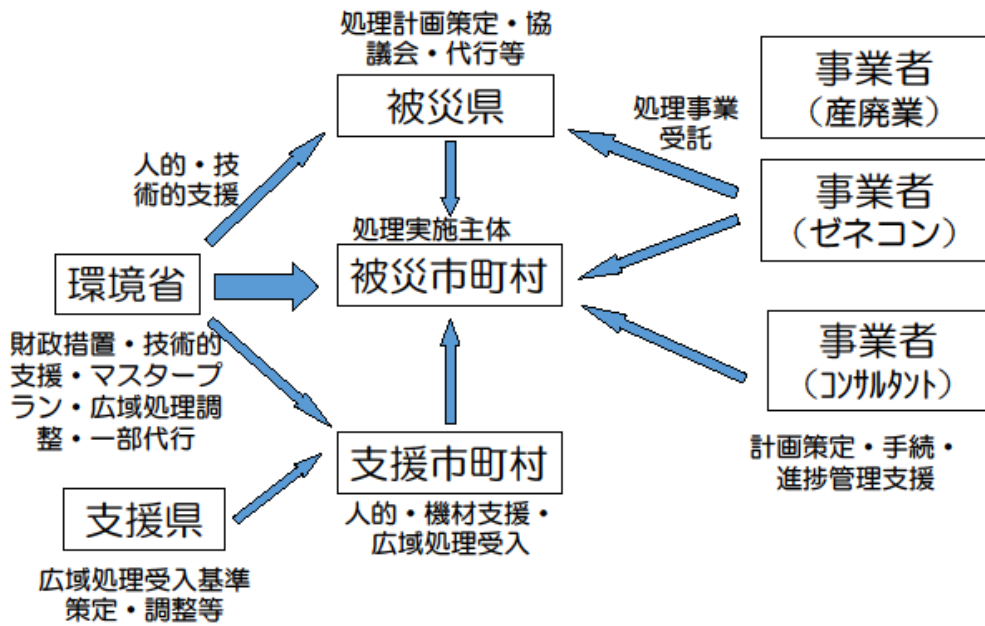 処理計画策定・協
議会・代行等
被災県
事業者
（産廃業）
処理事業
受託
人的・技
術的支援
事業者
（ゼネコン）
処理実施主体
被災市町村
環境省
財政措置・技術的
支援・マスタープ
ラン・広域処理調
整・一部代行
事業者
（コンサルタント）
計画策定・手続・
進捗管理支援
支援市町村
人的・機材支援・
広域処理受入
支援県
広域処理受入基準
策定・調整等